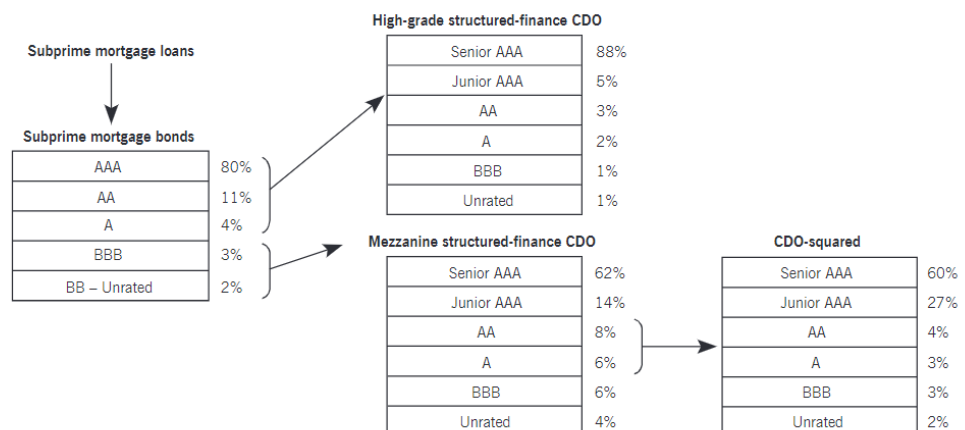 High-grade structured-finance CDO
Senior AAA 88%
Junior AAA 5%
AA 3%
A 2%
BBB 1%
Unrated 1%
Subprime mortgage loans
Subprime mortgage bonds
AAA 80%
AA 11%
A 4%
BBB 3%
BB – Unrated 2%
Mezzanine structured-finance CDO
Senior AAA 62%
Junior AAA 14%
AA 8%
A 6%
BBB 6%
Unrated 4%
CDO-squared
Senior AAA 60%
Junior AAA 27%
AA 4%
A 3%
BBB 3%
Unrated 2%